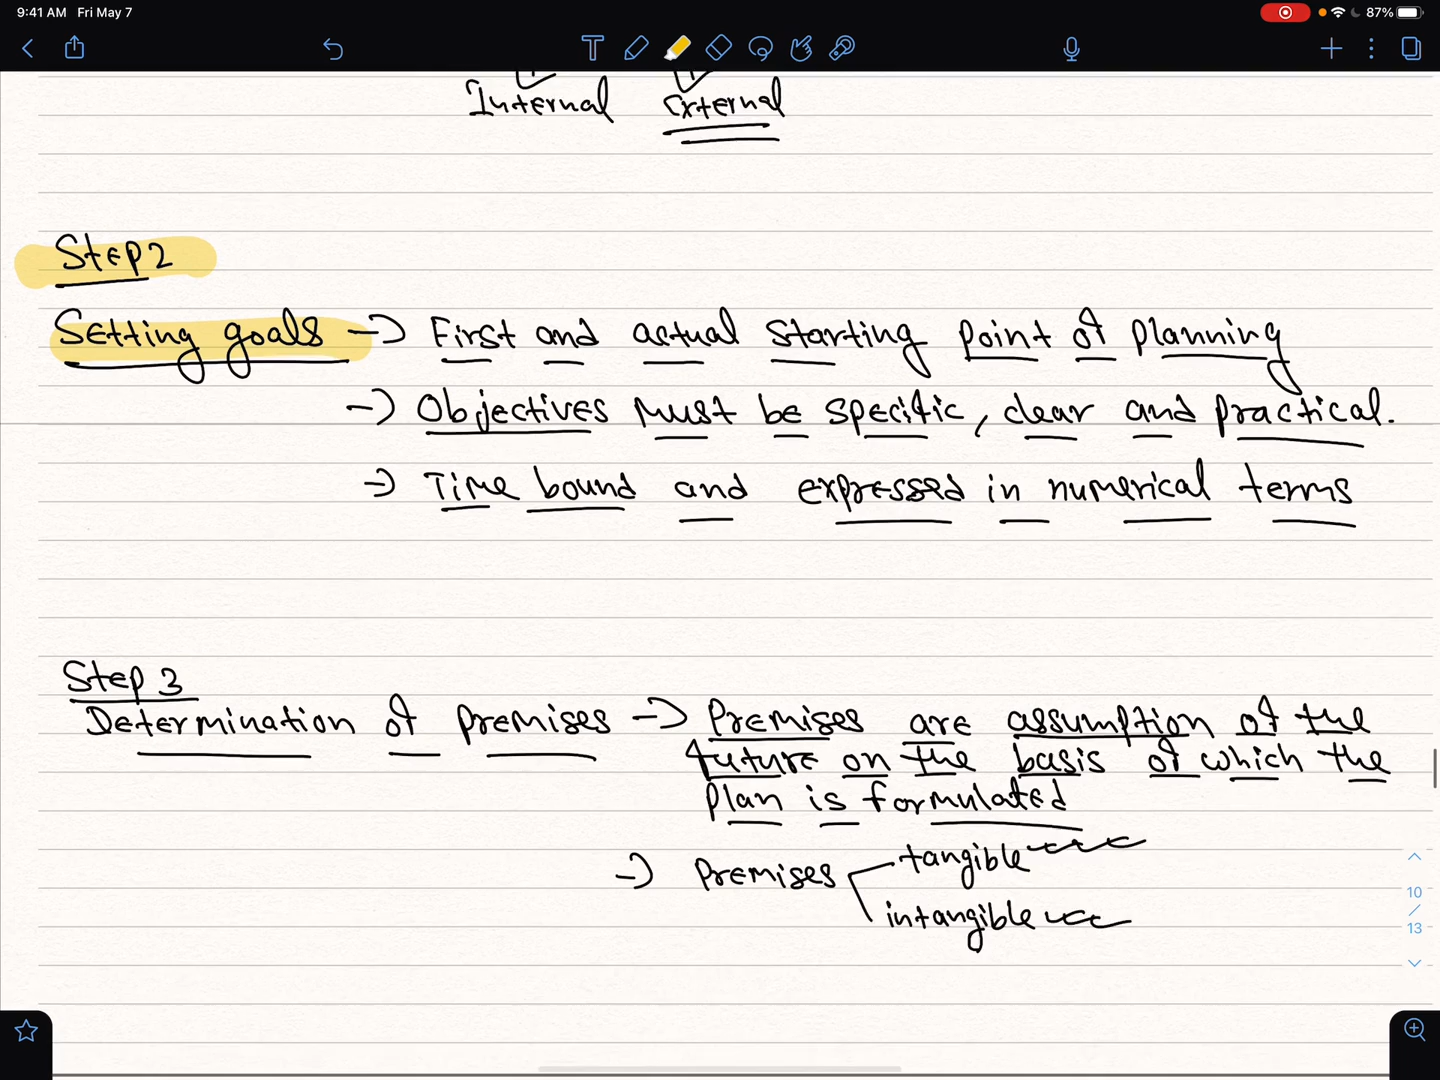 9:41 AM Fri May 7
87%
Internal External
Step 2
Setting goals → First and actual starting point of planning
→ Objectives must be specific, clear and practical.
→ Time bound and expressed in numerical terms
Step 3
Determination of premises → Premises are assumption of the
future on the basis of which the
plan is formulated
→ Premises tangible
intangible
10
/
13